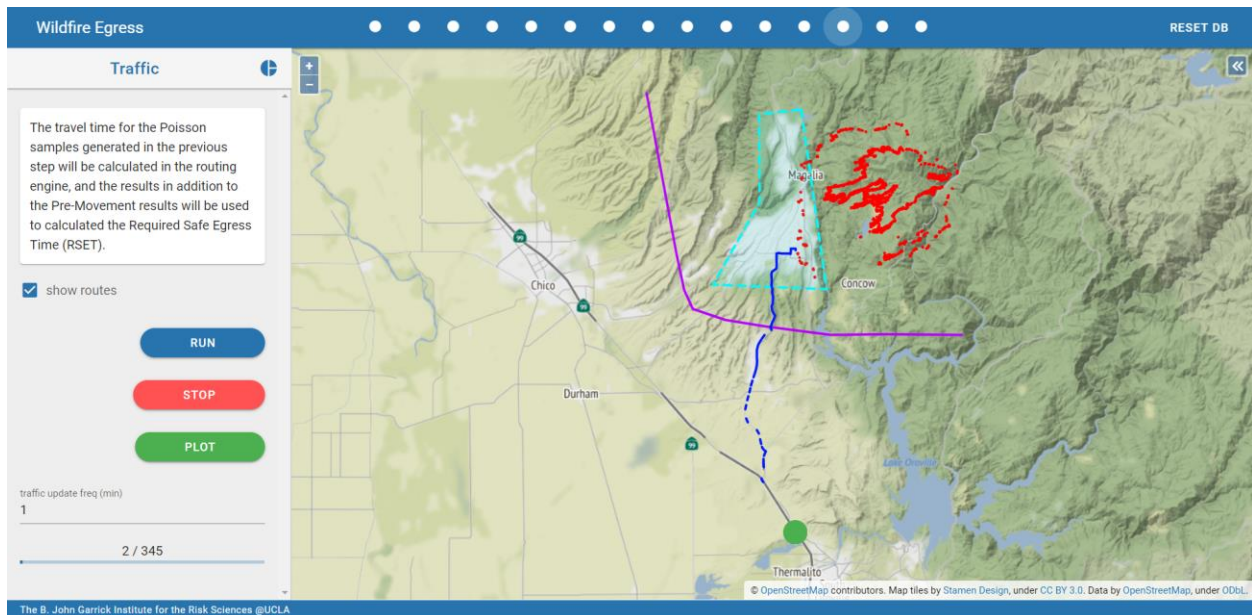 Wildfire Egress
RESET DB
Traffic
The travel time for the Poisson
samples generated in the previous
step will be calculated in the routing
engine, and the results in addition to
the Pre-Movement results will be used
to calculated the Required Safe Egress
Time (RSET).
show routes
RUN
STOP
PLOT
traffic update freq (min)
1
2 / 345
+
−
«
Magalia
99
Chico
Concow
99
Durham
99
Lake Oroville
Thermalito
© OpenStreetMap contributors. Map tiles by Stamen Design, under CC BY 3.0. Data by OpenStreetMap, under ODbL.
The B. John Garrick Institute for the Risk Sciences @UCLA